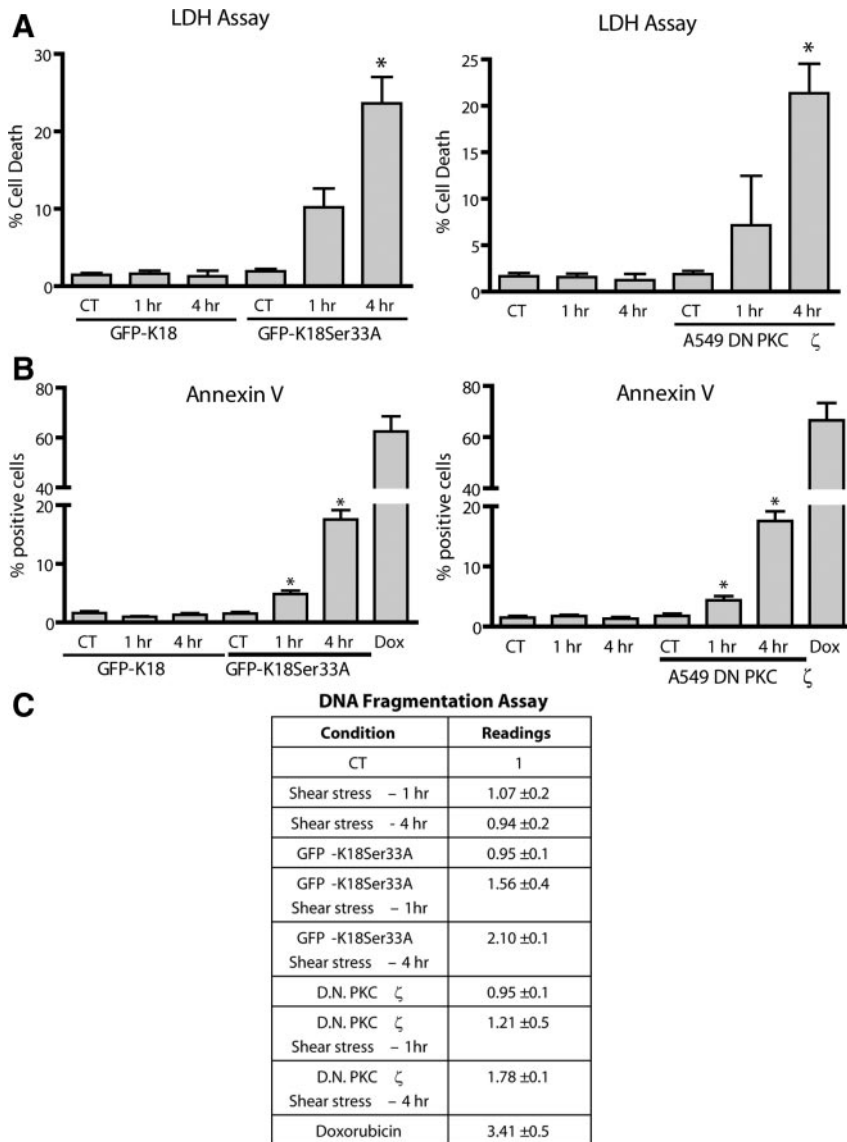 A
LDH Assay
% Cell Death
30
20
10
0
*
CT 1 hr 4 hr CT 1 hr 4 hr
GFP-K18 GFP-K18Ser33A
LDH Assay
% Cell Death
25
20
15
10
5
0
*
CT 1 hr 4 hr CT 1 hr 4 hr
A549 DN PKC ζ
B
Annexin V
% positive cells
80
60
40
20
10
0
* *
CT 1 hr 4 hr CT 1 hr 4 hr Dox
GFP-K18 GFP-K18Ser33A
Annexin V
% positive cells
80
60
40
20
10
0
* *
CT 1 hr 4 hr CT 1 hr 4 hr Dox
A549 DN PKC ζ
C
DNA Fragmentation Assay
Condition Readings
CT 1
Shear stress – 1 hr 1.07 ±0.2
Shear stress - 4 hr 0.94 ±0.2
GFP -K18Ser33A 0.95 ±0.1
GFP -K18Ser33A 1.56 ±0.4
Shear stress – 1hr
GFP -K18Ser33A 2.10 ±0.1
Shear stress – 4hr
D.N. PKC ζ 0.95 ±0.1
D.N. PKC ζ 1.21 ±0.5
Shear stress – 1hr
D.N. PKC ζ 1.78 ±0.1
Shear stress – 4hr
Doxorubicin 3.41 ±0.5